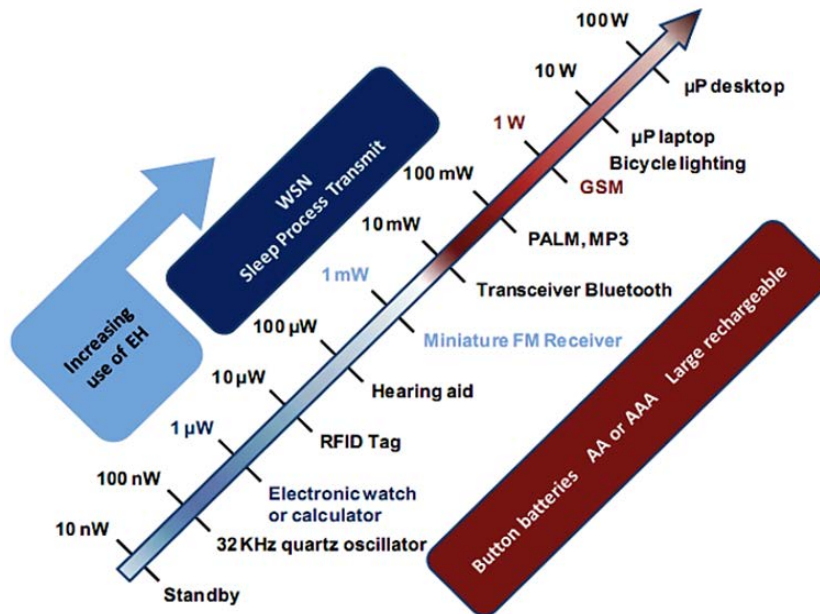 100 W
µP desktop
10 W
µP laptop
Bicycle lighting
1 W
GSM
100 mW
PALM, MP3
10 mW
Transceiver Bluetooth
1 mW
Miniature FM Receiver
100 µW
Hearing aid
10 µW
RFID Tag
1 µW
Electronic watch
or calculator
100 nW
32 KHz quartz oscillator
10 nW
Standby
WSN
Sleep Process Transmit
Increasing
use of EH
Button batteries AA or AAA Large rechargeable